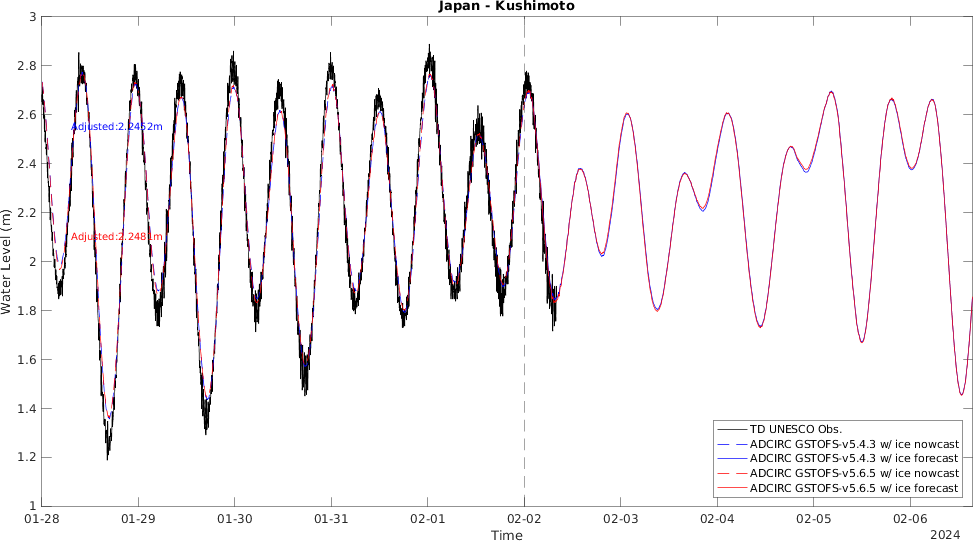 Japan - Kushimoto
3
2.8
2.6
2.4
2.2
2
1.8
1.6
1.4
1.2
1
Water Level (m)
Adjusted:2.2452m
Adjusted:2.2481m
TD UNESCO Obs.
ADCIRC GSTOFS-v5.4.3 w/ ice nowcast
ADCIRC GSTOFS-v5.4.3 w/ ice forecast
ADCIRC GSTOFS-v5.6.5 w/ ice nowcast
ADCIRC GSTOFS-v5.6.5 w/ ice forecast
01-28 01-29 01-30 01-31 02-01 02-02 02-03 02-04 02-05 02-06
Time
2024